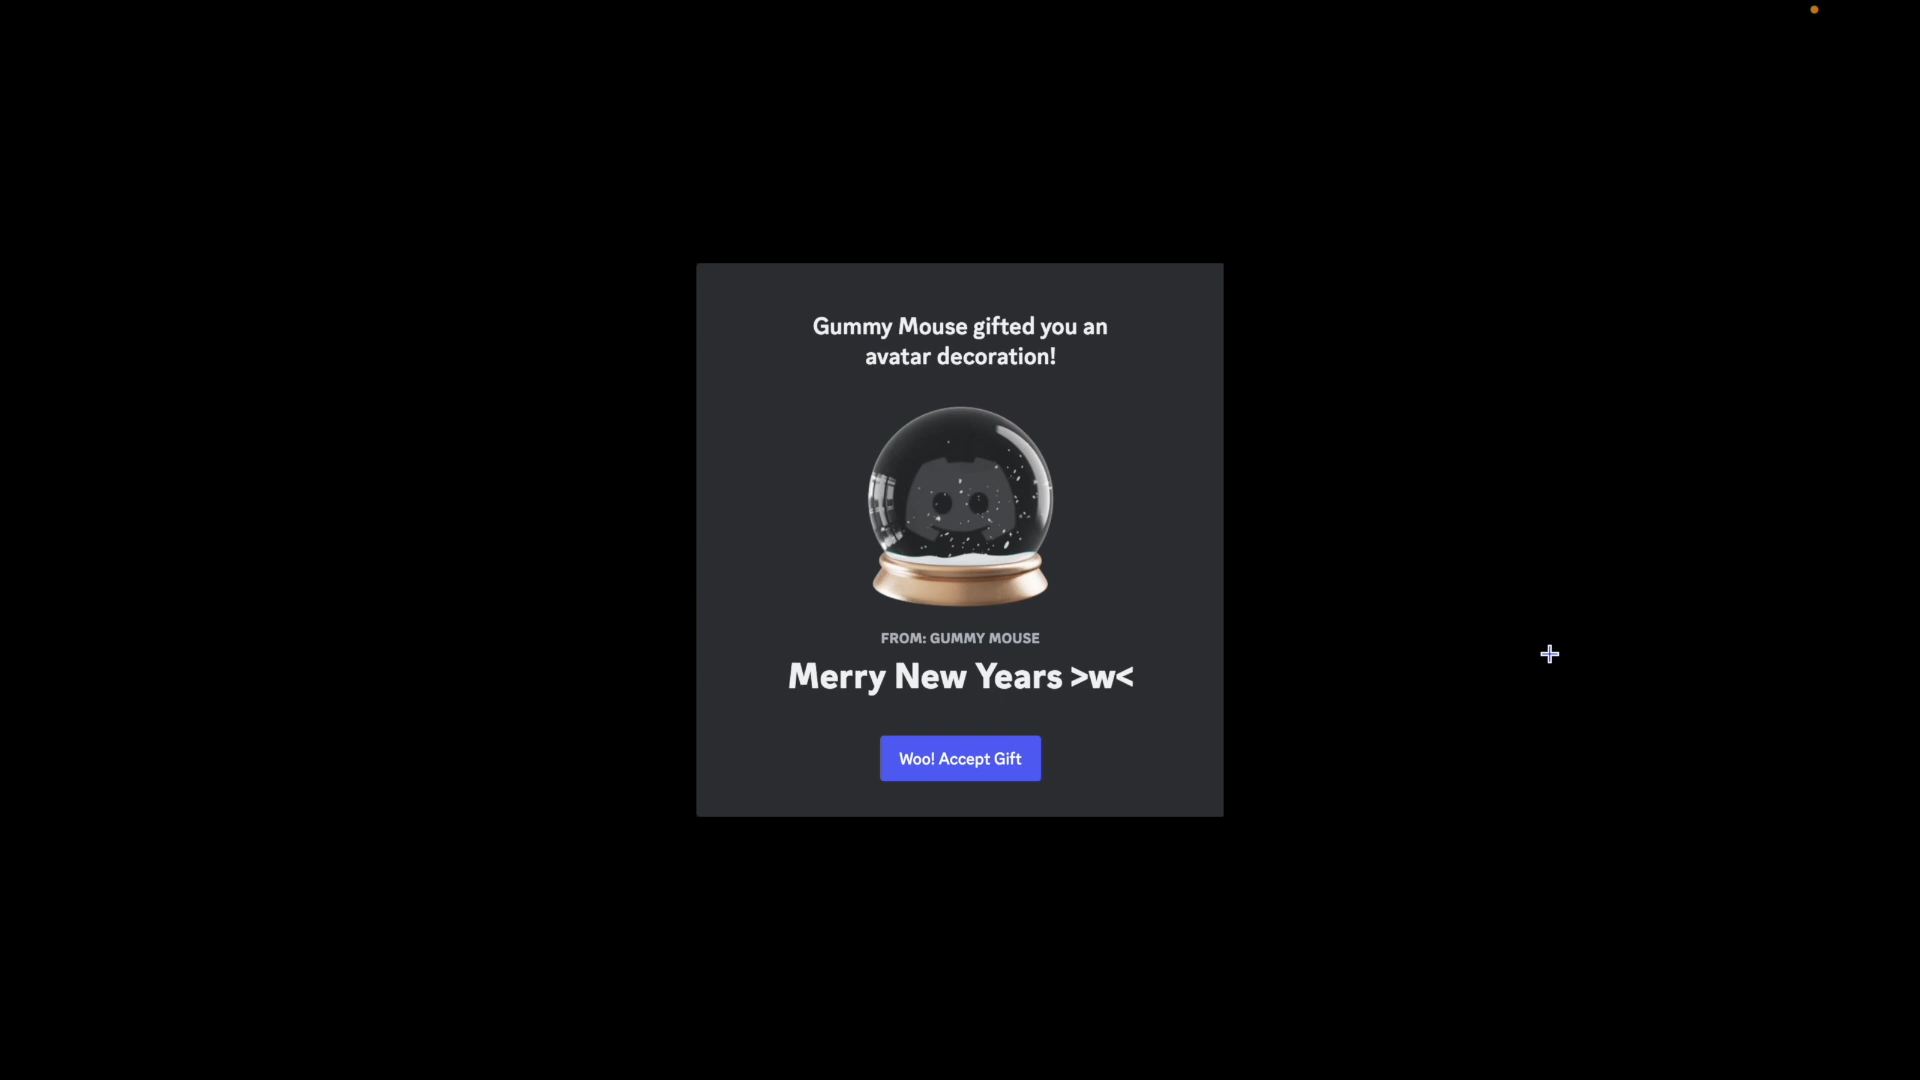 Gummy Mouse gifted you an
avatar decoration!
FROM: GUMMY MOUSE
Merry New Years >w<
Woo! Accept Gift